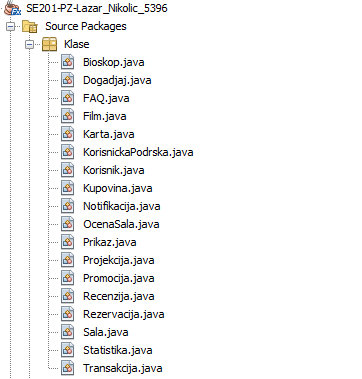 SE201-PZ-Lazar_Nikolic_5396
Source Packages
Klase
Bioskop.java
Dogadjaj.java
FAQ.java
Film.java
Karta.java
KorisnickaPodrska.java
Korisnik.java
Kupovina.java
Notifikacija.java
OcenaSala.java
Prikaz.java
Projekcija.java
Promocija.java
Recenzija.java
Rezervacija.java
Sala.java
Statistika.java
Transakcija.java